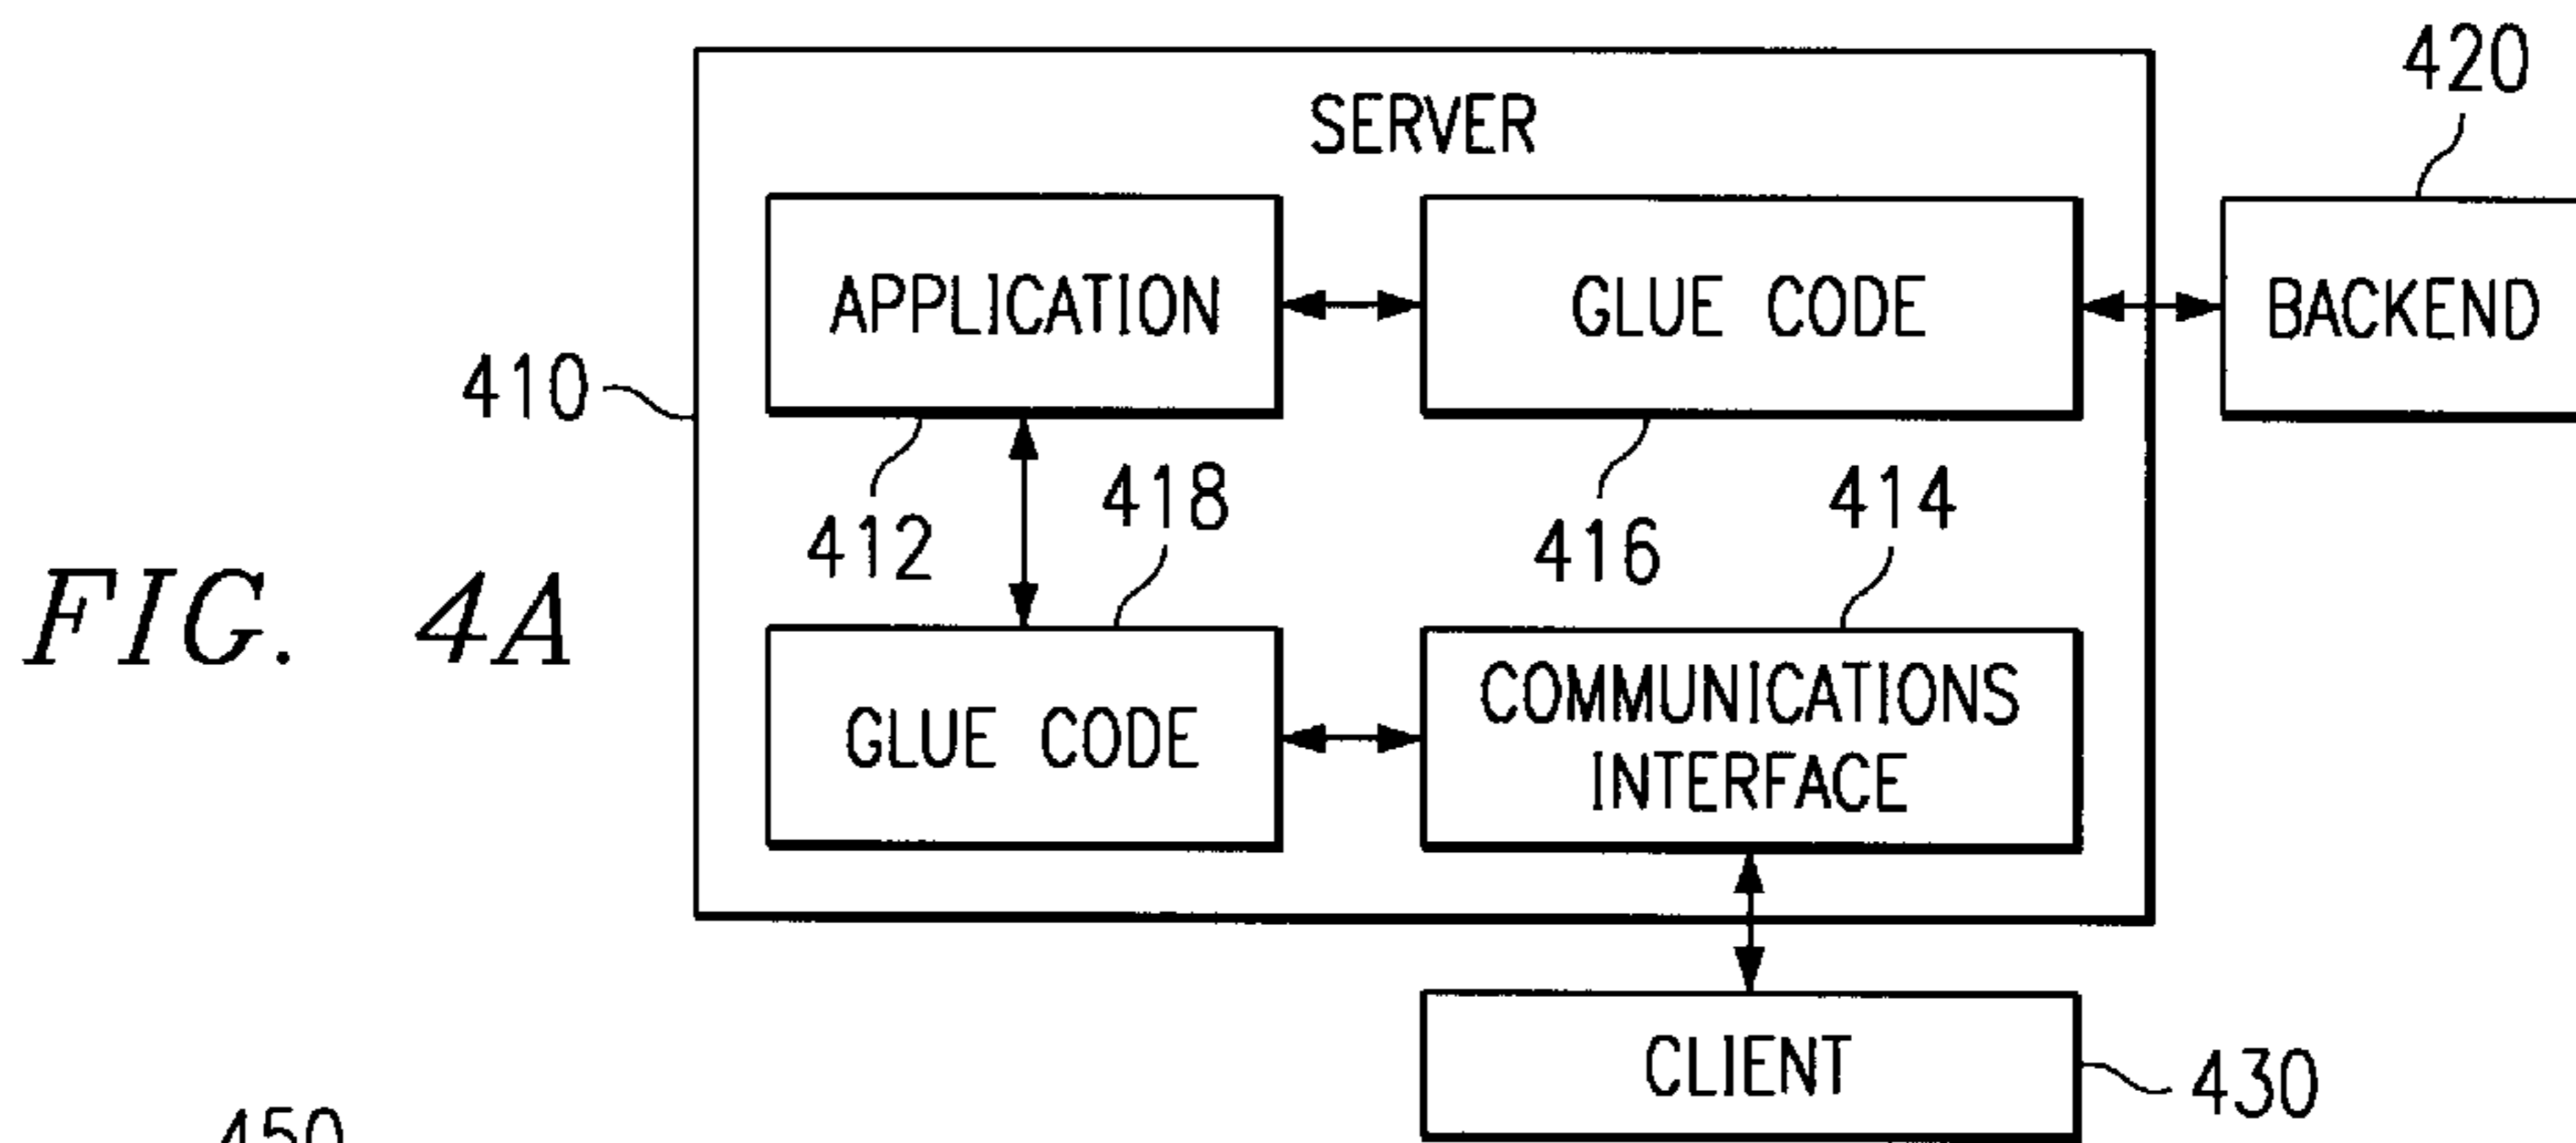 420
SERVER
APPLICATION
GLUE CODE
BACKEND
410
412
418
416
414
FIG. 4A
GLUE CODE
COMMUNICATIONS
INTERFACE
CLIENT
430
450